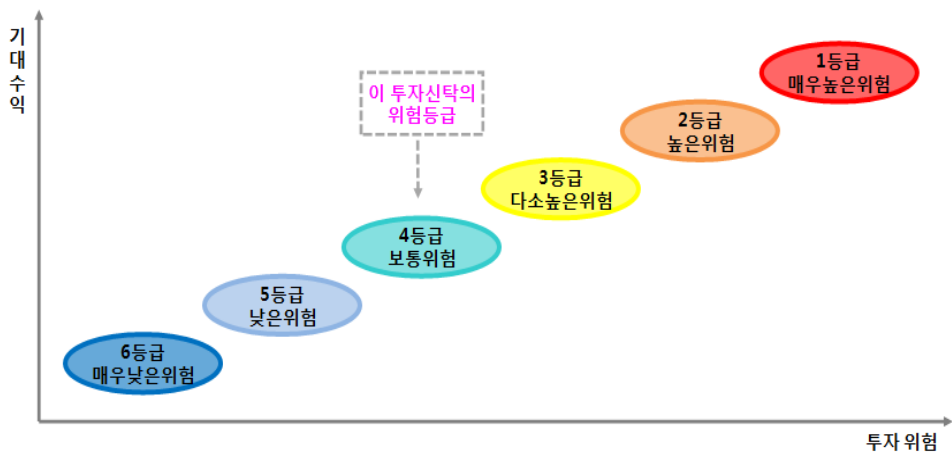 기대수익
1등급
매우높은위험
이 투자신탁의
위험등급
2등급
높은위험
3등급
다소높은위험
4등급
보통위험
5등급
낮은위험
6등급
매우낮은위험
투자 위험